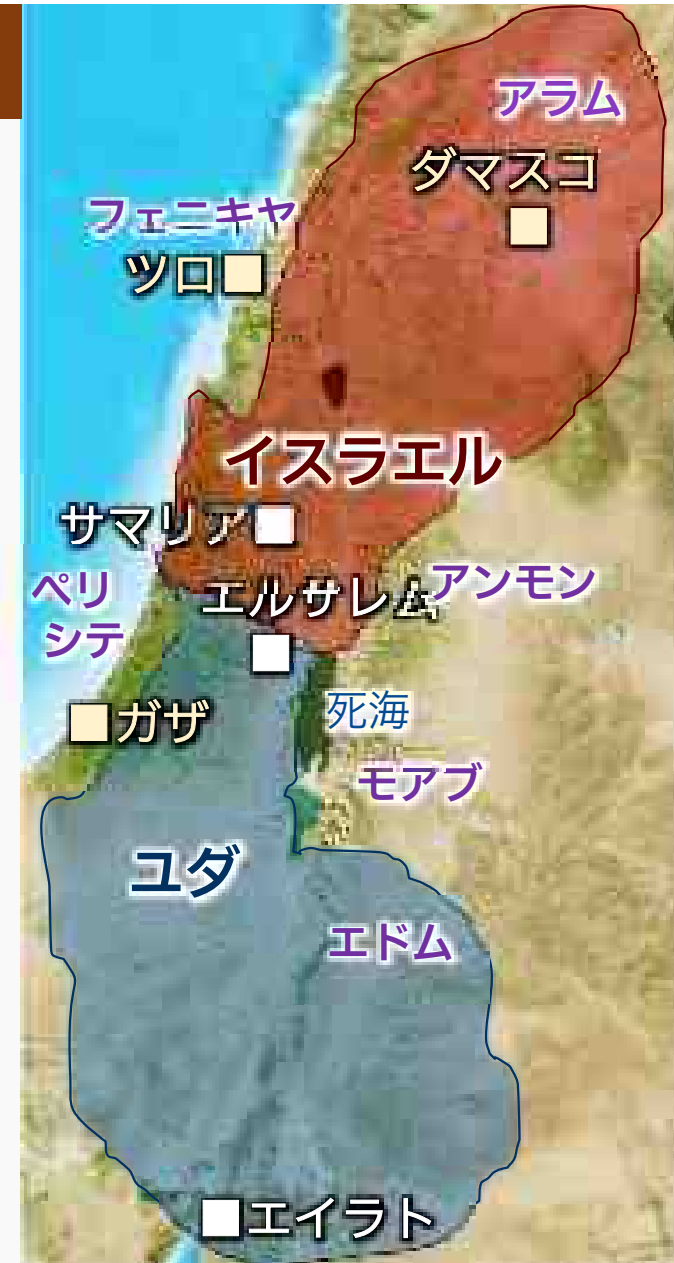 アラム
ダマスコ
フェニキヤ
ツロ
イスラエル
サマリア
アンモン
ペリ
シテ
エルサレム
死海
ガザ
モアブ
ユダ
エドム
エイラト